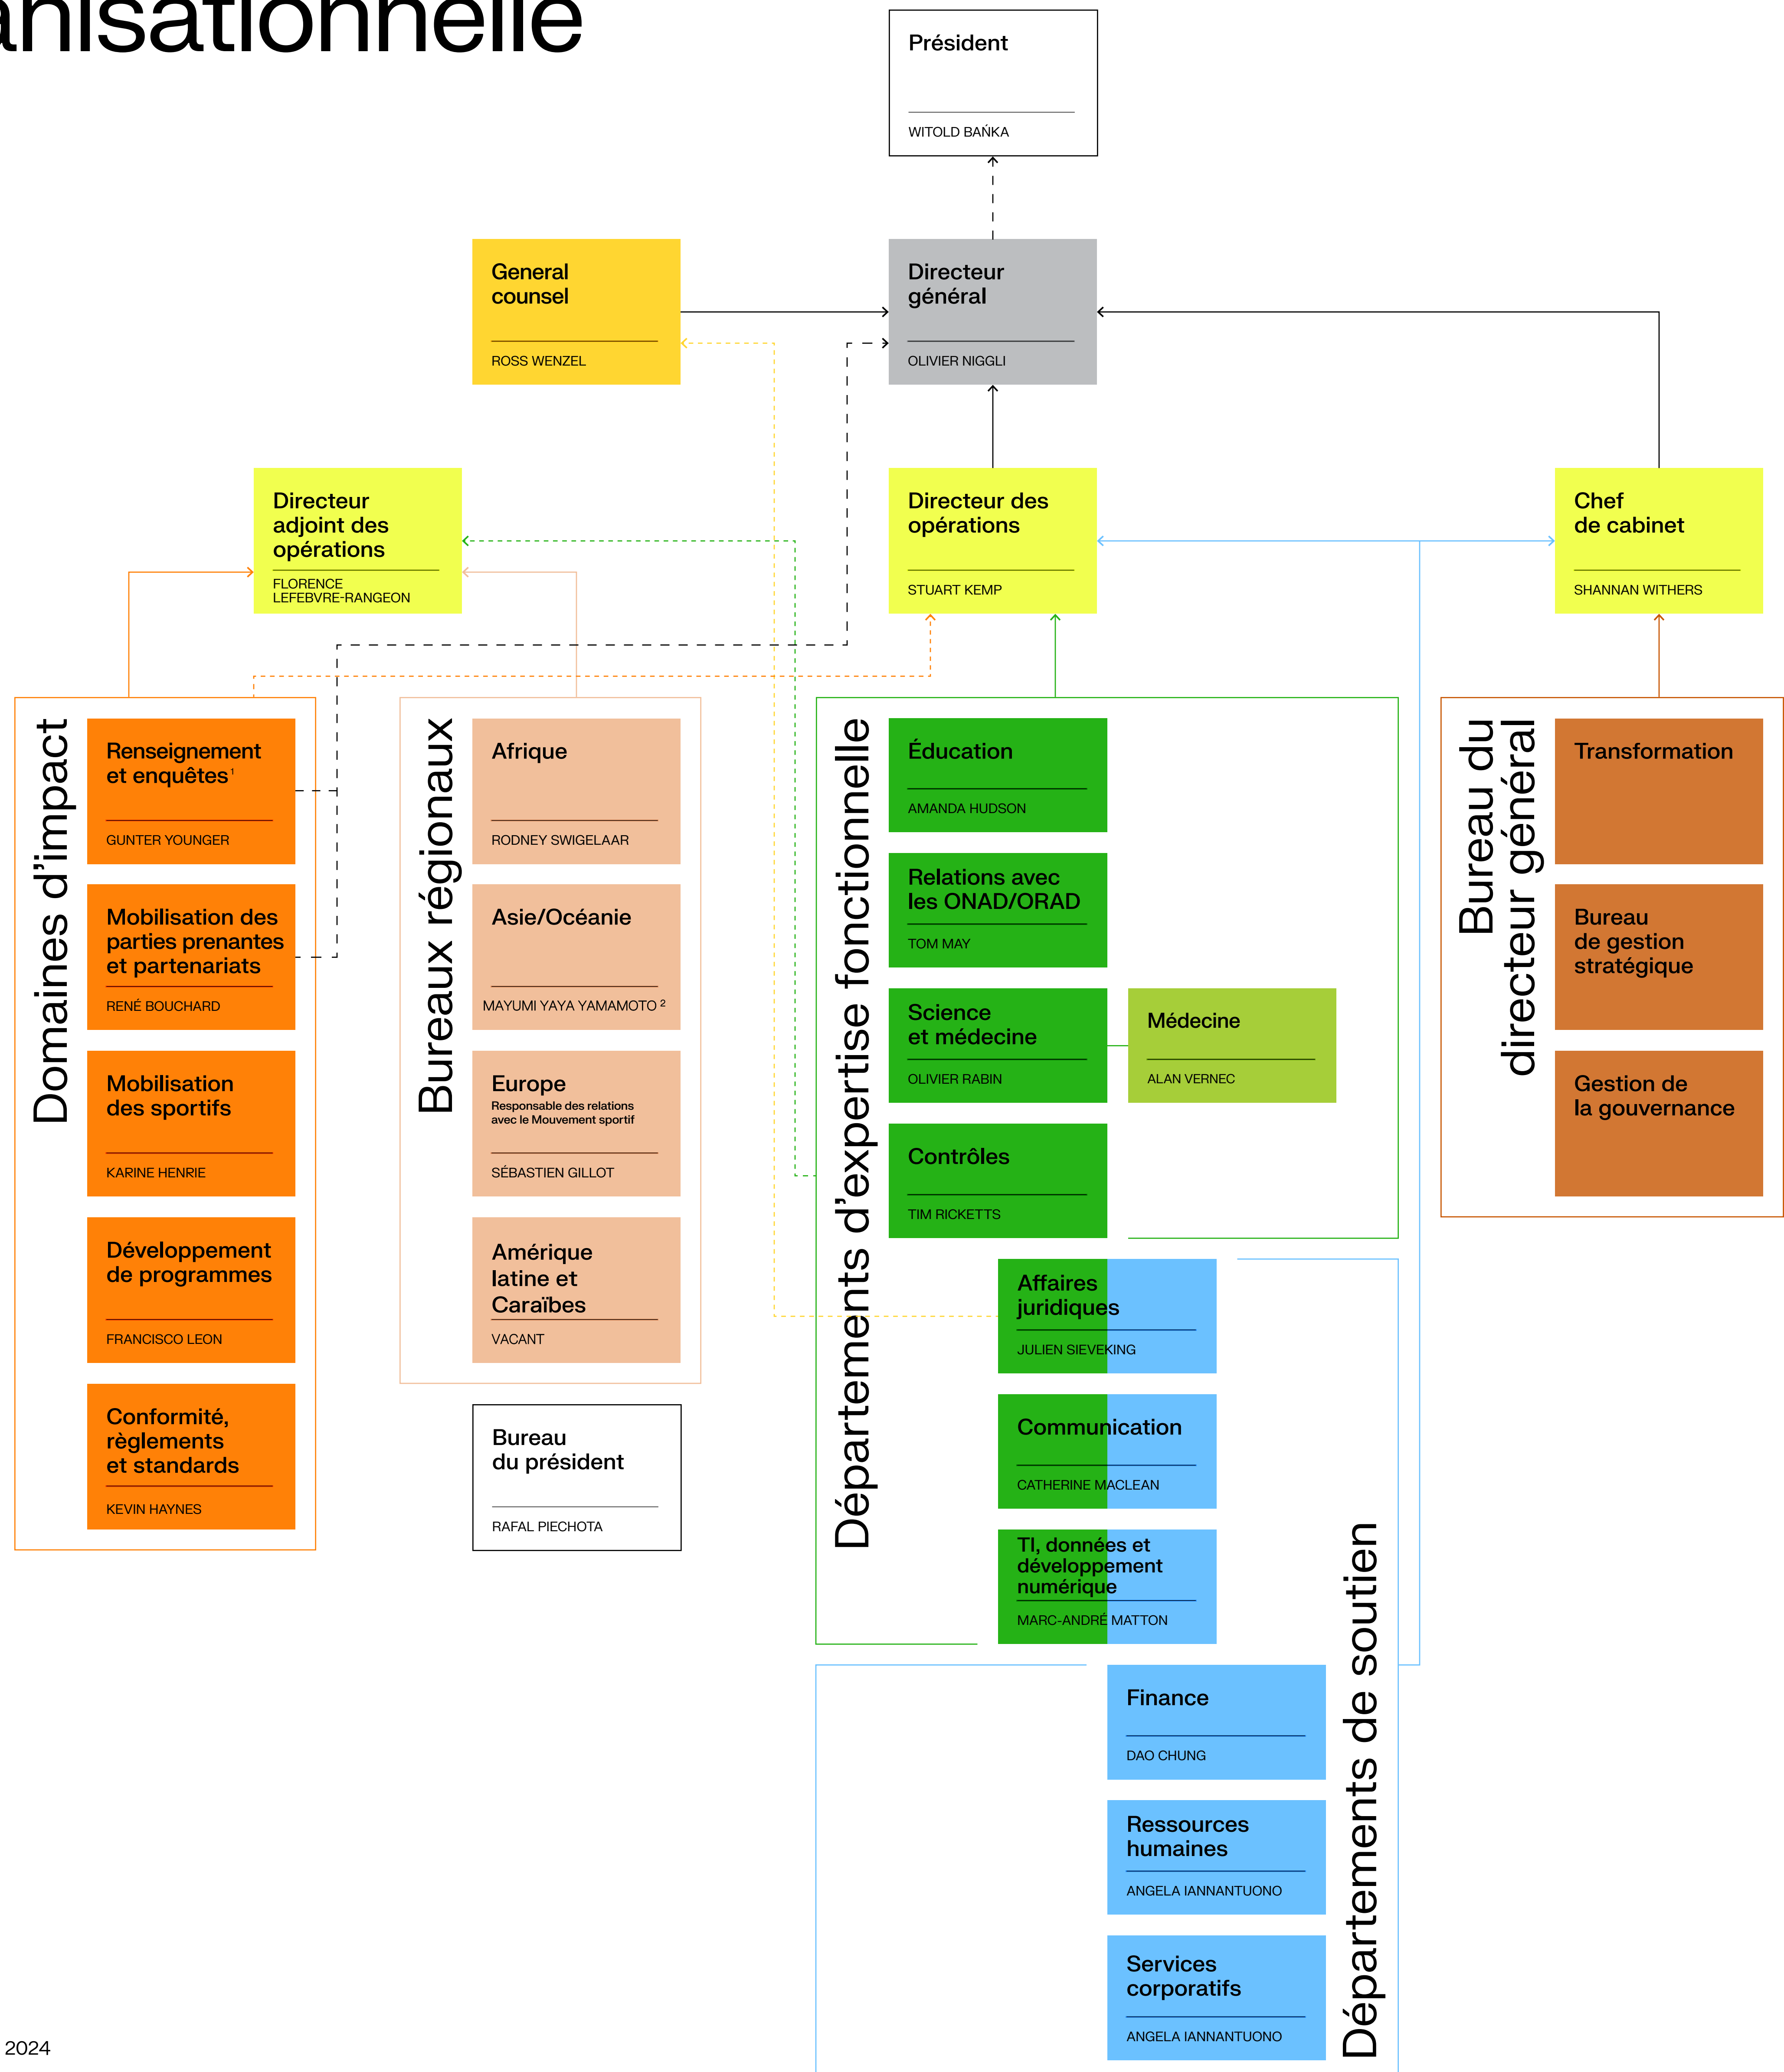 anisationnelle
Président
WITOLD BAŃKA
General
counsel
ROSS WENZEL
Directeur
général
OLIVIER NIGGLI
Directeur
adjoint des
opérations
FLORENCE
LEFEBVRE-RANGEON
Directeur des
opérations
STUART KEMP
Chef
de cabinet
SHANNAN WITHERS
Domaines d’impact
Renseignement
et enquêtes¹
GUNTER YOUNGER
Mobilisation des
parties prenantes
et partenariats
RENÉ BOUCHARD
Mobilisation
des sportifs
KARINE HENRIE
Développement
de programmes
FRANCISCO LEON
Conformité,
règlements
et standards
KEVIN HAYNES
Bureaux régionaux
Afrique
RODNEY SWIGELAAR
Asie/Océanie
MAYUMI YAYA YAMAMOTO ²
Europe
Responsable des relations
avec le Mouvement sportif
SÉBASTIEN GILLOT
Amérique
latine et
Caraïbes
VACANT
Bureau
du président
RAFAL PIECHOTA
Départements d’expertise fonctionnelle
Éducation
AMANDA HUDSON
Relations avec
les ONAD/ORAD
TOM MAY
Science
et médecine
OLIVIER RABIN
Médecine
ALAN VERNEC
Contrôles
TIM RICKETTS
Affaires
juridiques
JULIEN SIEVEKING
Communication
CATHERINE MACLEAN
TI, données et
développement
numérique
MARC-ANDRÉ MATTON
Départements de soutien
Finance
DAO CHUNG
Ressources
humaines
ANGELA IANNANTUONO
Services
corporatifs
ANGELA IANNANTUONO
Bureau du
directeur général
Transformation
Bureau
de gestion
stratégique
Gestion de
la gouvernance
2024